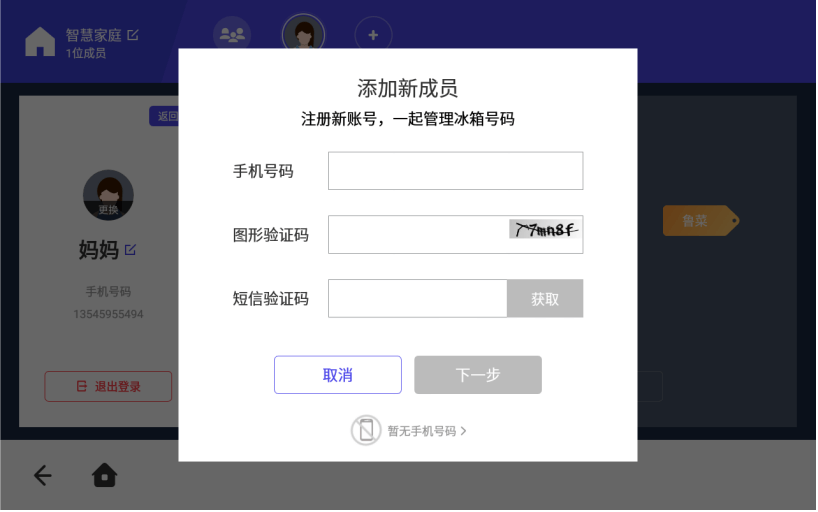 智慧家庭
1位成员
返回
更换
妈妈
手机号码
13545955494
退出登录
鲁菜
添加新成员
注册新账号，一起管理冰箱号码
手机号码
图形验证码
短信验证码
获取
取消
下一步
暂无手机号码